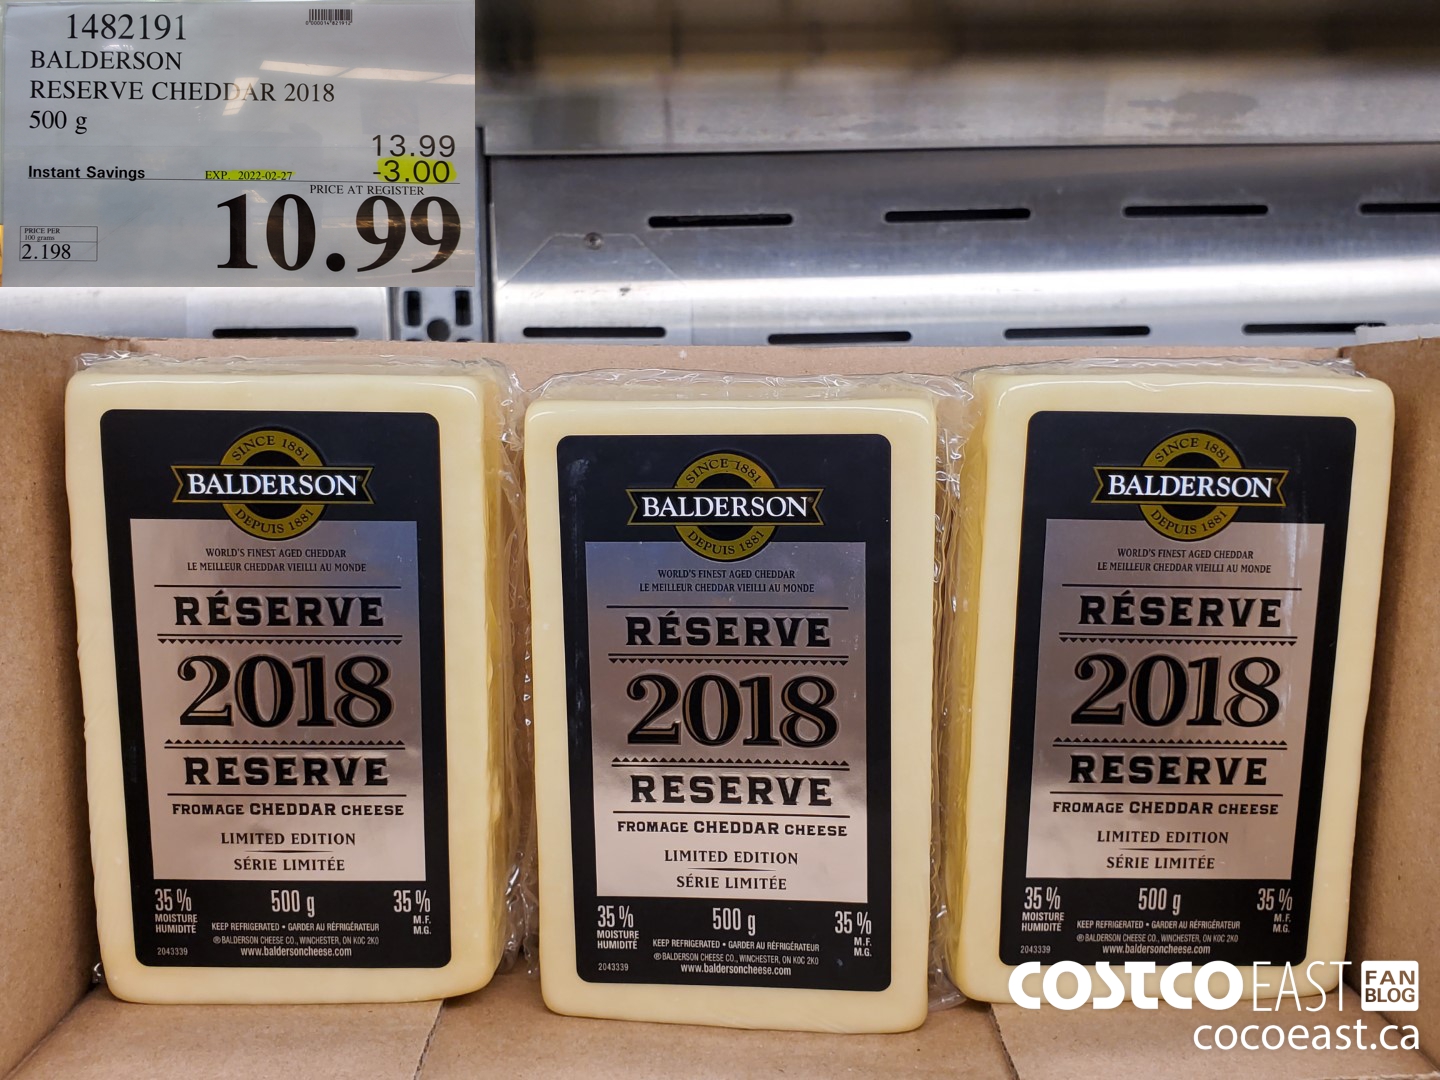 1482191
0000014821912
BALDERSON
RESERVE CHEDDAR 2018
500 g
13.99
Instant Savings EXP. 2022-02-27 -3.00
PRICE AT REGISTER
10.99
PRICE PER
100 grams
2.198
SINCE 1881
BALDERSON
DEPUIS 1881
WORLD'S FINEST AGED CHEDDAR
LE MEILLEUR CHEDDAR VIEILLI AU MONDE
RÉSERVE
2018
RESERVE
FROMAGE CHEDDAR CHEESE
LIMITED EDITION
SÉRIE LIMITÉE
35 % 500 g 35 %
MOISTURE M.F.
HUMIDITÉ M.G.
KEEP REFRIGERATED • GARDER AU RÉFRIGÉRATEUR
® BALDERSON CHEESE CO., WINCHESTER, ON K0C 2K0
2043339 www.baldersoncheese.com
SINCE 1881
BALDERSON
DEPUIS 1881
WORLD'S FINEST AGED CHEDDAR
LE MEILLEUR CHEDDAR VIEILLI AU MONDE
RÉSERVE
2018
RESERVE
FROMAGE CHEDDAR CHEESE
LIMITED EDITION
SÉRIE LIMITÉE
35 % 500 g 35 %
MOISTURE M.F.
HUMIDITÉ M.G.
KEEP REFRIGERATED • GARDER AU RÉFRIGÉRATEUR
® BALDERSON CHEESE CO., WINCHESTER, ON K0C 2K0
2043339 www.baldersoncheese.com
SINCE 1881
BALDERSON
DEPUIS 1881
WORLD'S FINEST AGED CHEDDAR
LE MEILLEUR CHEDDAR VIEILLI AU MONDE
RÉSERVE
2018
RESERVE
FROMAGE CHEDDAR CHEESE
LIMITED EDITION
SÉRIE LIMITÉE
35 % 500 g 35 %
MOISTURE M.F.
HUMIDITÉ M.G.
KEEP REFRIGERATED • GARDER AU RÉFRIGÉRATEUR
® BALDERSON CHEESE CO., WINCHESTER, ON K0C 2K0
2043339 www.baldersoncheese.com
COSTCO EAST FAN BLOG
cocoeast.ca